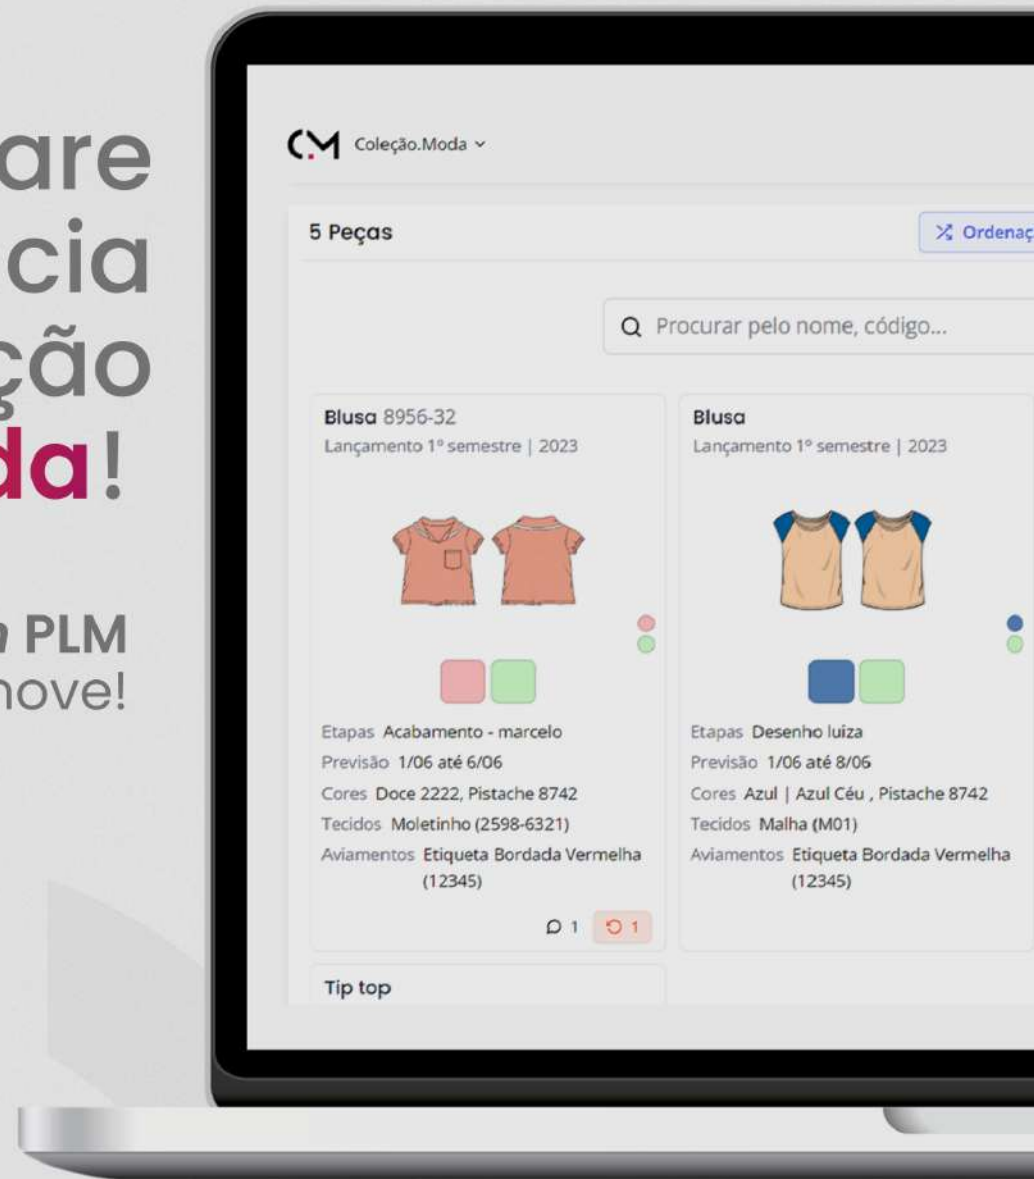 are
cia
ção
da!
PLM
nove!
CM Coleção.Moda
5 Peças
Ordenaç
Procurar pelo nome, código...
Blusa 8956-32
Lançamento 1º semestre | 2023
Etapas Acabamento - marcelo
Previsão 1/06 até 6/06
Cores Doce 2222, Pistache 8742
Tecidos Moletinho (2598-6321)
Aviamentos Etiqueta Bordada Vermelha
(12345)
1 1
Blusa
Lançamento 1º semestre | 2023
Etapas Desenho luiza
Previsão 1/06 até 8/06
Cores Azul | Azul Céu , Pistache 8742
Tecidos Malha (M01)
Aviamentos Etiqueta Bordada Vermelha
(12345)
Tip top